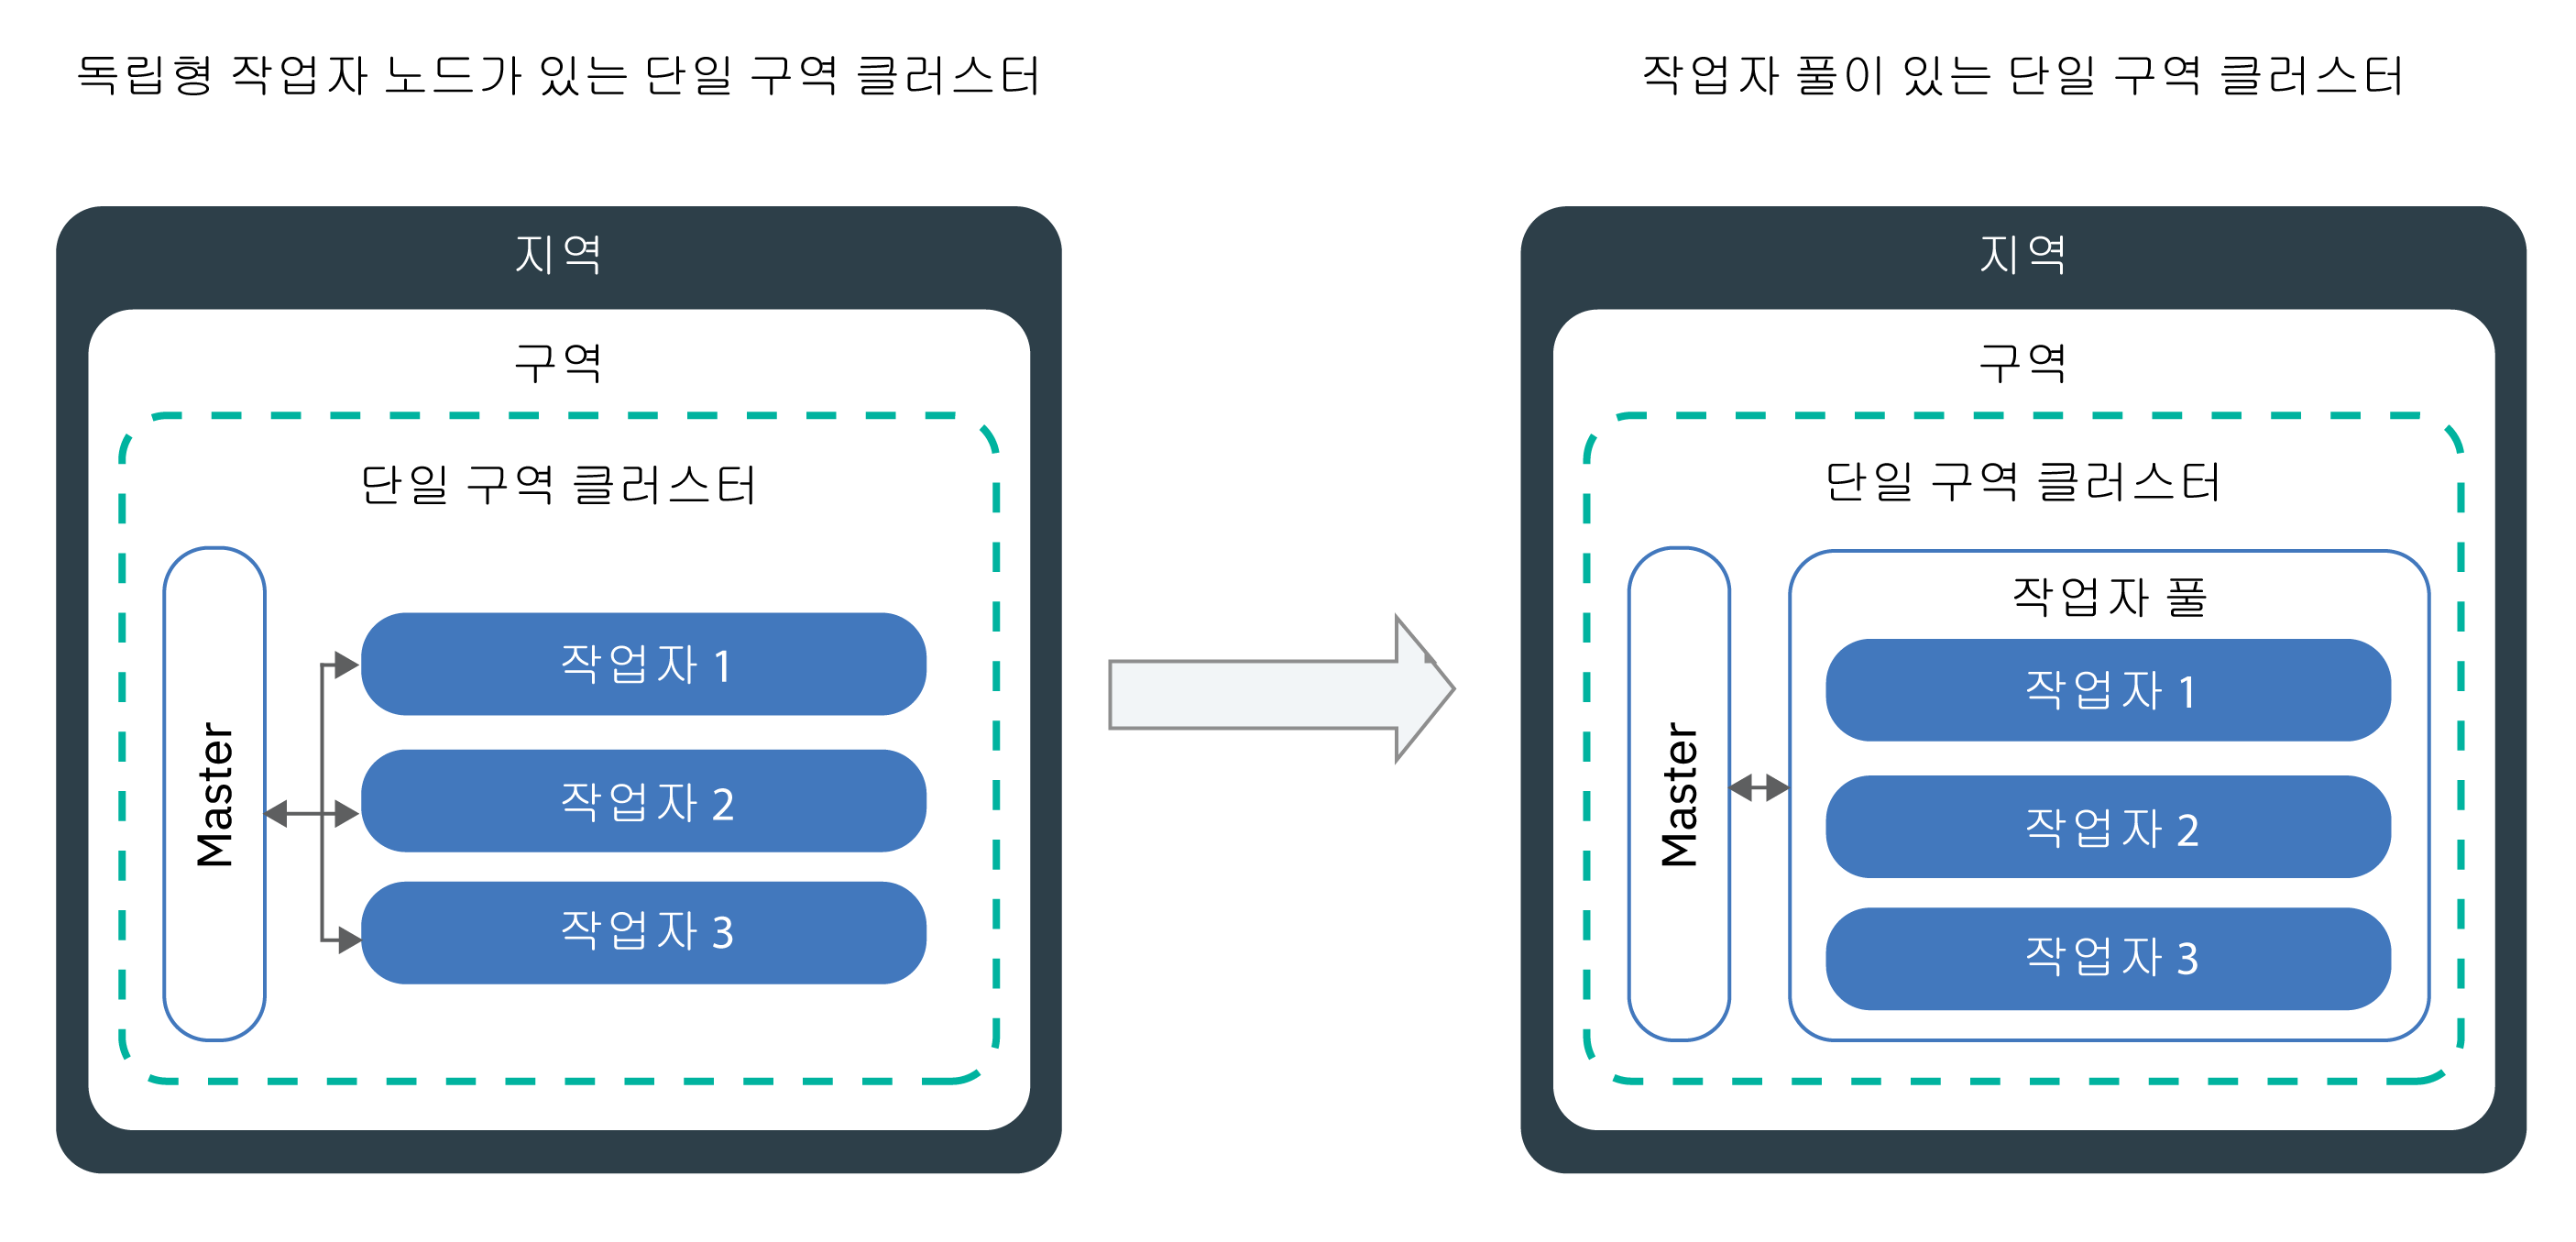 독립형 작업자 노드가 있는 단일 구역 클러스터
지역
구역
단일 구역 클러스터
Master
작업자 1
작업자 2
작업자 3
작업자 풀이 있는 단일 구역 클러스터
지역
구역
단일 구역 클러스터
Master
작업자 풀
작업자 1
작업자 2
작업자 3